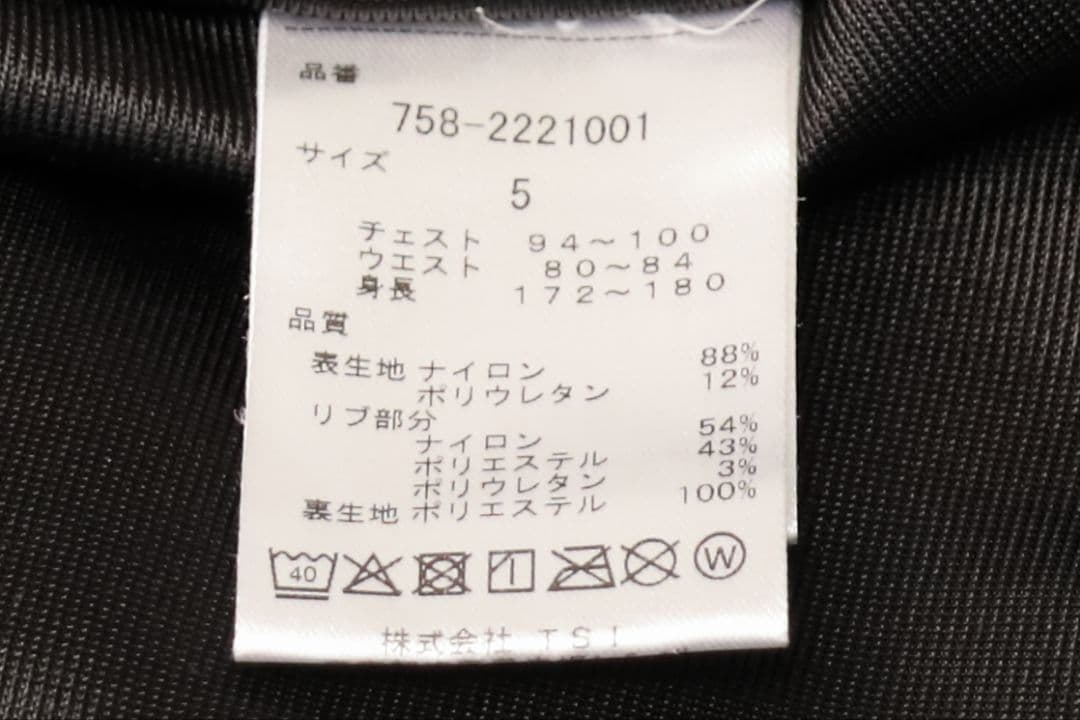 品番
758-2221001
サイズ
5
チェスト 94～100
ウエスト 80～84
身長 172～180
品質
表生地 ナイロン 88%
ポリウレタン 12%
リブ部分
ナイロン 54%
ポリエステル 43%
ポリウレタン 3%
裏生地 ポリエステル 100%
40 W
株式会社 TSI